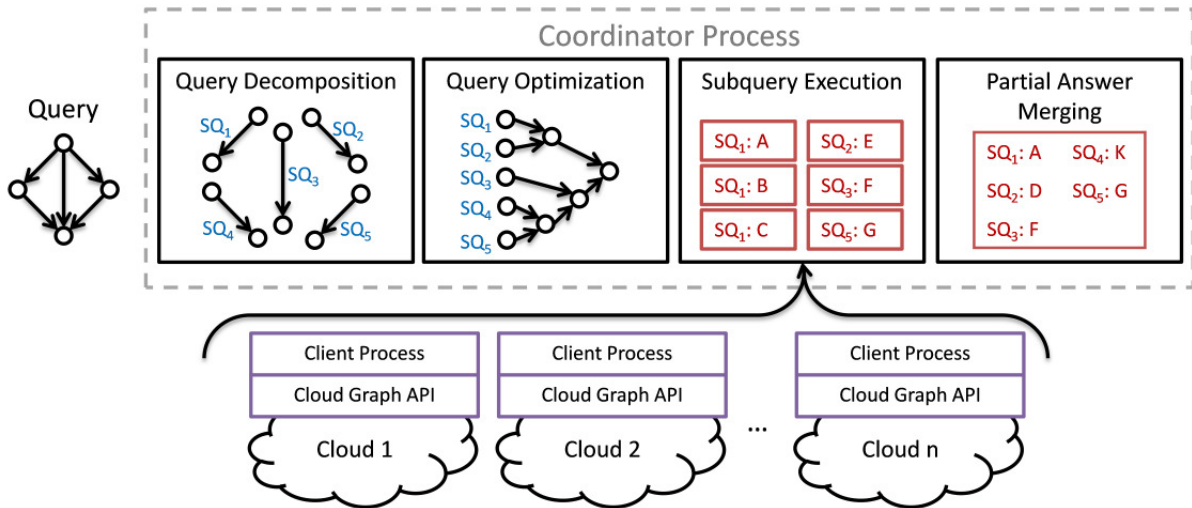 Coordinator Process
Query
Query Decomposition
SQ₁
SQ₂
SQ₃
SQ₄
SQ₅
Query Optimization
SQ₁
SQ₂
SQ₃
SQ₄
SQ₅
Subquery Execution
SQ₁: A
SQ₂: E
SQ₁: B
SQ₃: F
SQ₁: C
SQ₅: G
Partial Answer
Merging
SQ₁: A
SQ₄: K
SQ₂: D
SQ₅: G
SQ₃: F
Client Process
Cloud Graph API
Cloud 1
Client Process
Cloud Graph API
Cloud 2
...
Client Process
Cloud Graph API
Cloud n